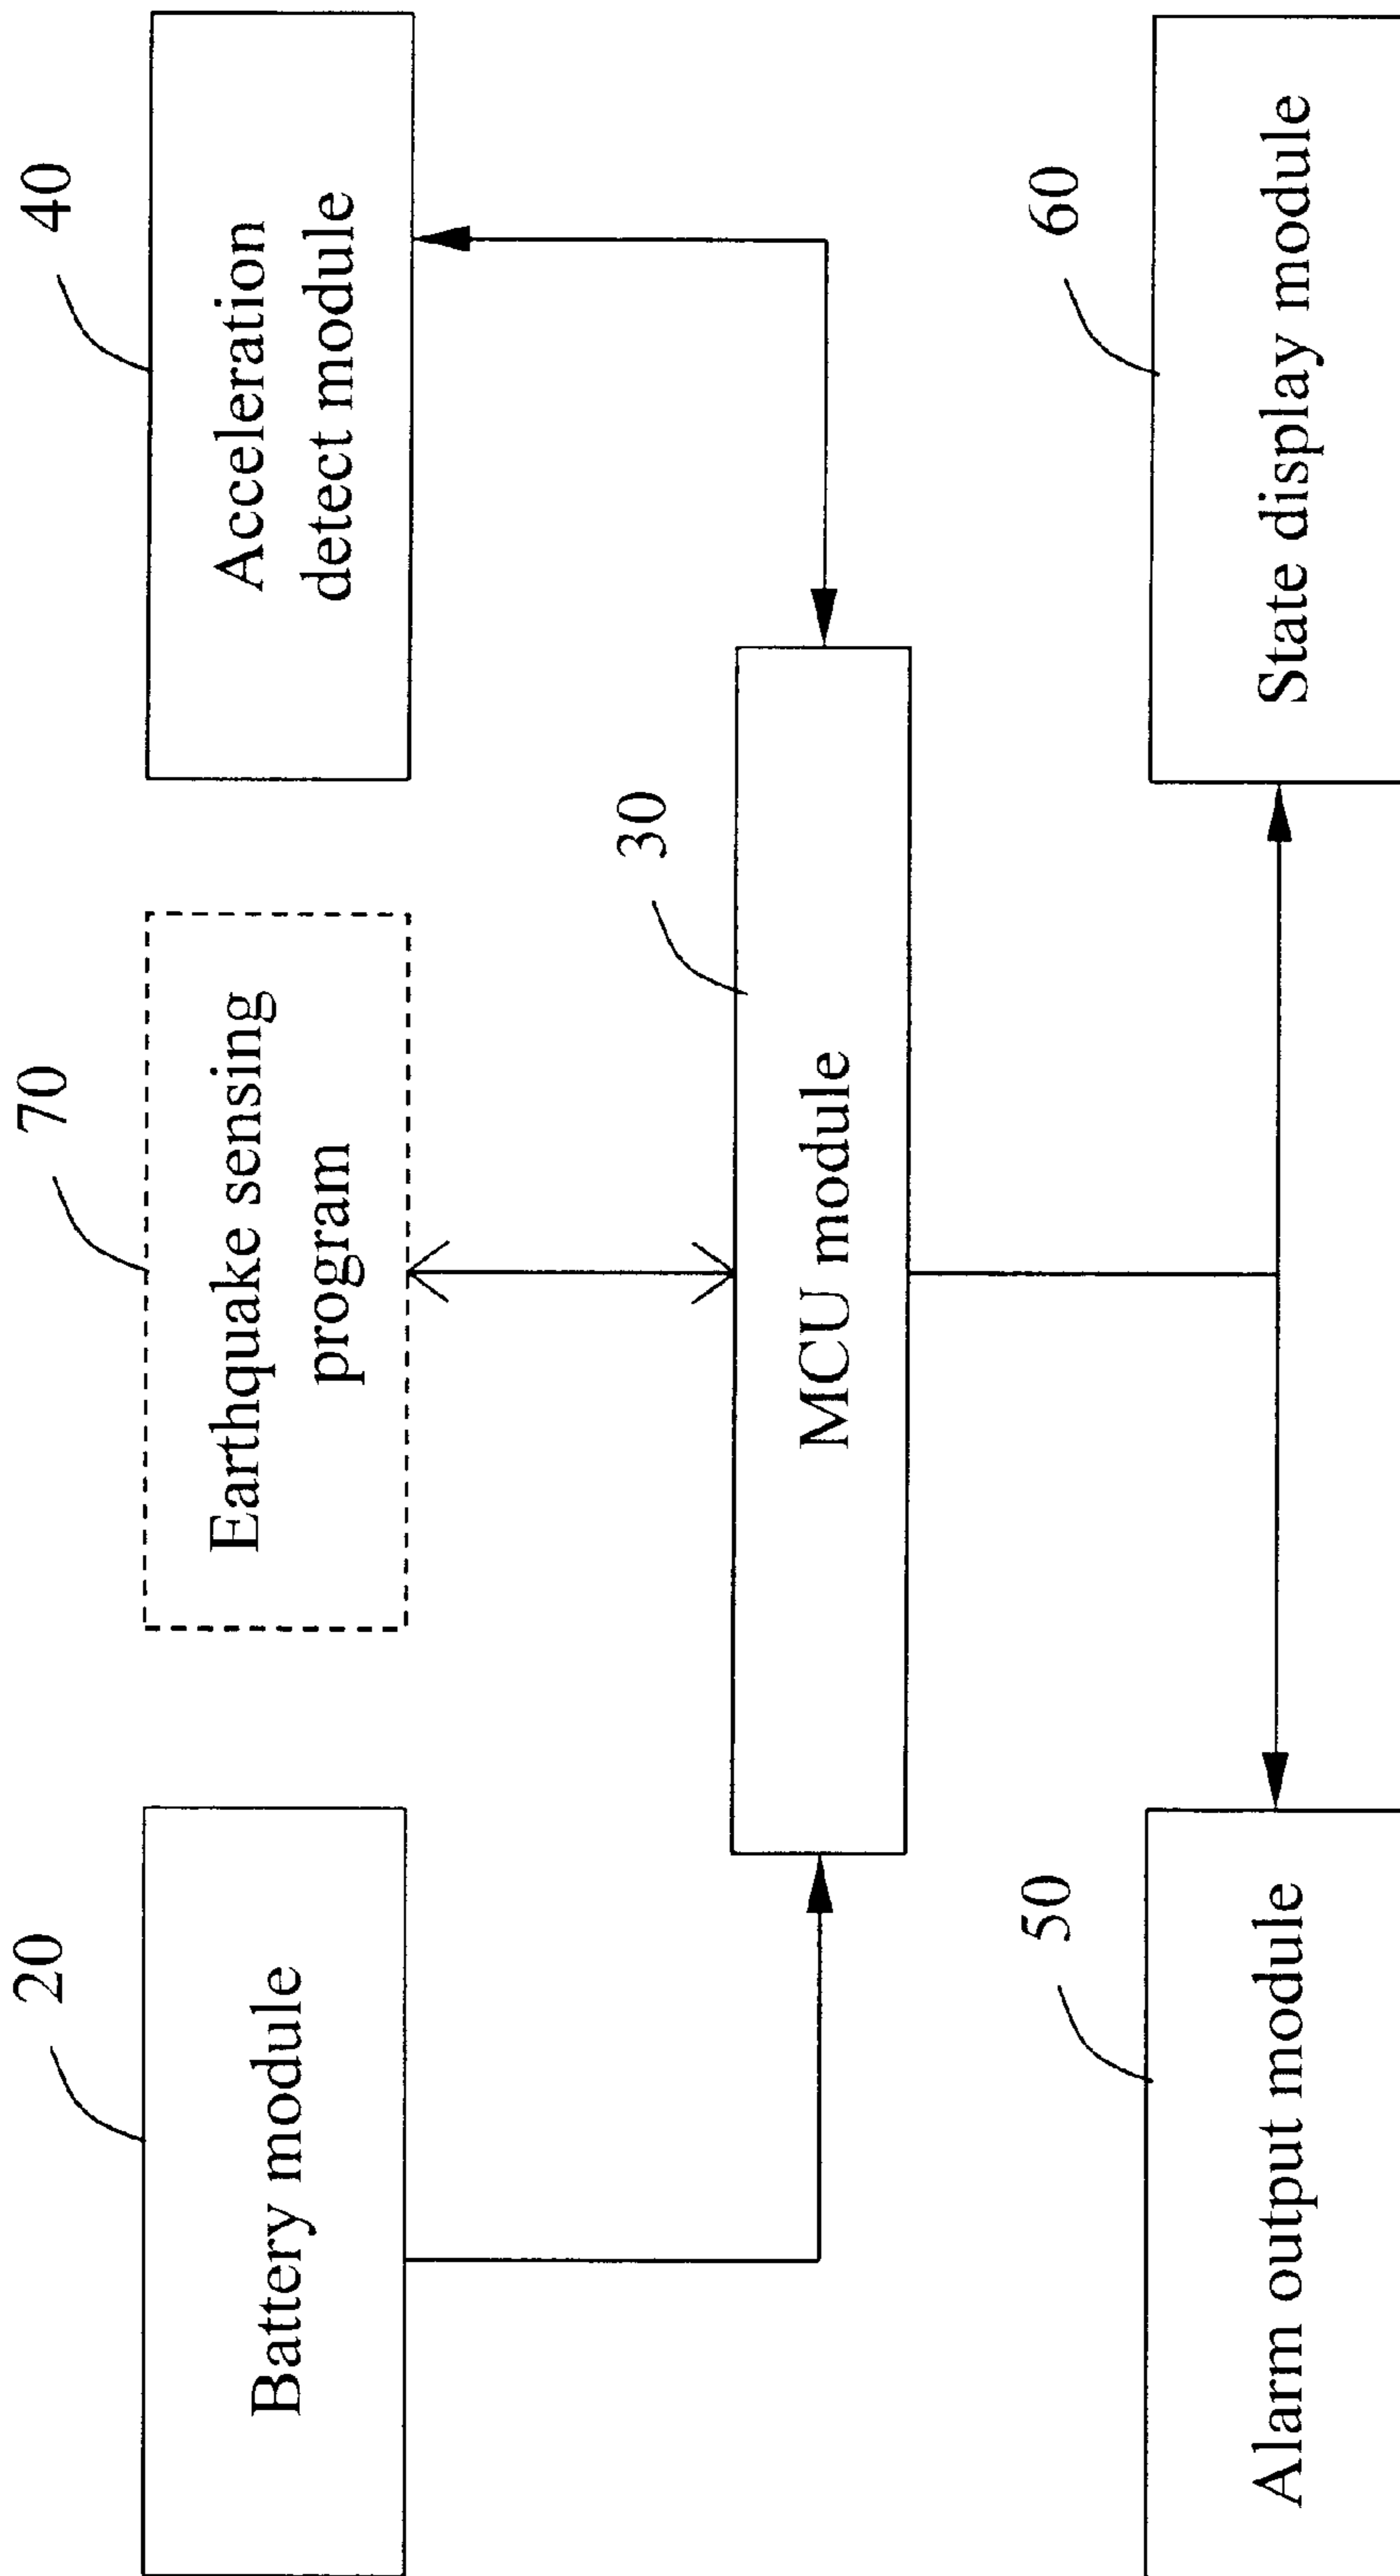 20
Battery module
70
Earthquake sensing
program
40
Acceleration
detect module
30
MCU module
50
Alarm output module
60
State display module